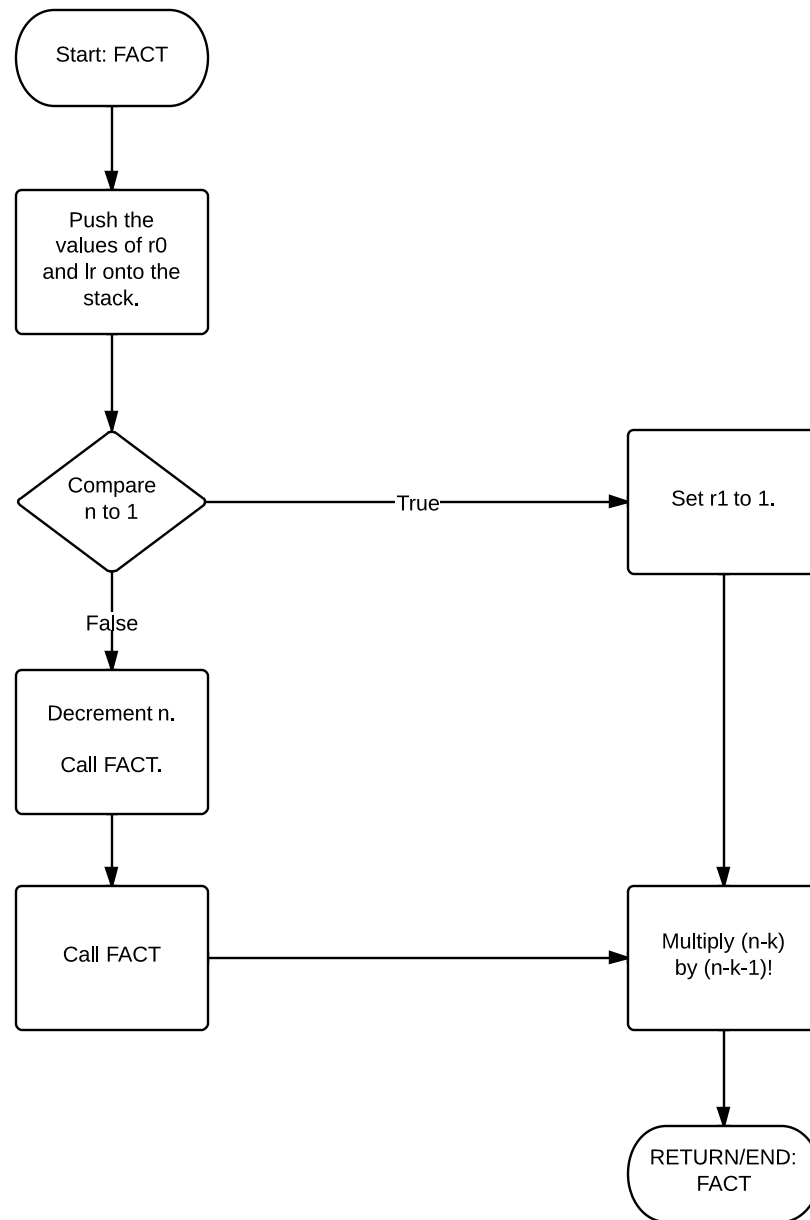 Start: FACT
Push the
values of r0
and lr onto the
stack.
Compare
n to 1
True
Set r1 to 1.
False
Decrement n.
Call FACT.
Call FACT
Multiply (n-k)
by (n-k-1)!
RETURN/END:
FACT